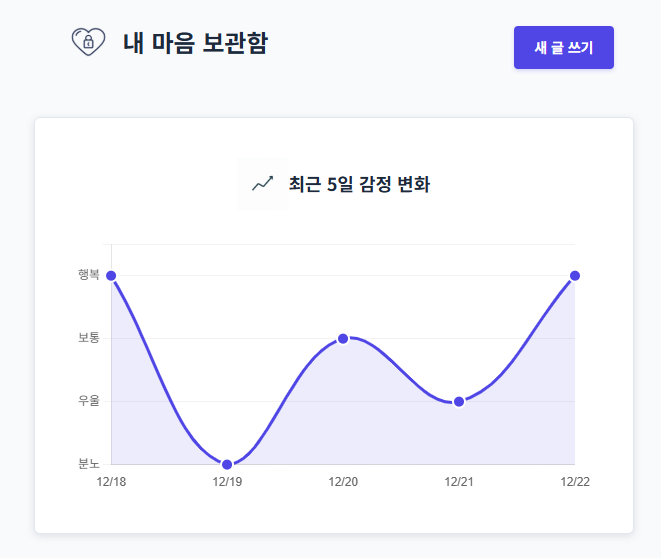 내 마음 보관함
새 글 쓰기
최근 5일 감정 변화
행복
보통
우울
분노
12/18 12/19 12/20 12/21 12/22